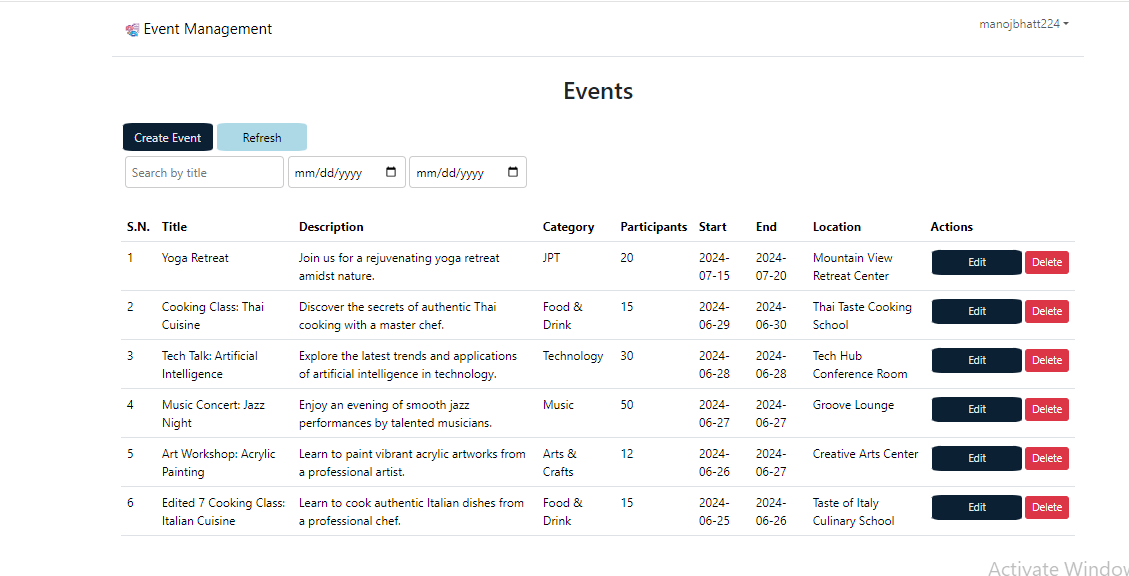 Event Management
manojbhatt224
Events
Create Event Refresh
Search by title mm/dd/yyyy mm/dd/yyyy
S.N. Title Description Category Participants Start End Location Actions
1 Yoga Retreat Join us for a rejuvenating yoga retreat JPT 20 2024- 2024- Mountain View Edit Delete
amidst nature. 07-15 07-20 Retreat Center
2 Cooking Class: Thai Discover the secrets of authentic Thai Food & 15 2024- 2024- Thai Taste Cooking Edit Delete
Cuisine cooking with a master chef. Drink 06-29 06-30 School
3 Tech Talk: Artificial Explore the latest trends and applications Technology 30 2024- 2024- Tech Hub Edit Delete
Intelligence of artificial intelligence in technology. 06-28 06-28 Conference Room
4 Music Concert: Jazz Enjoy an evening of smooth jazz Music 50 2024- 2024- Groove Lounge Edit Delete
Night performances by talented musicians. 06-27 06-27
5 Art Workshop: Acrylic Learn to paint vibrant acrylic artworks from Arts & 12 2024- 2024- Creative Arts Center Edit Delete
Painting a professional artist. Crafts 06-26 06-27
6 Edited 7 Cooking Class: Learn to cook authentic Italian dishes from Food & 15 2024- 2024- Taste of Italy Edit Delete
Italian Cuisine a professional chef. Drink 06-25 06-26 Culinary School
Activate Window